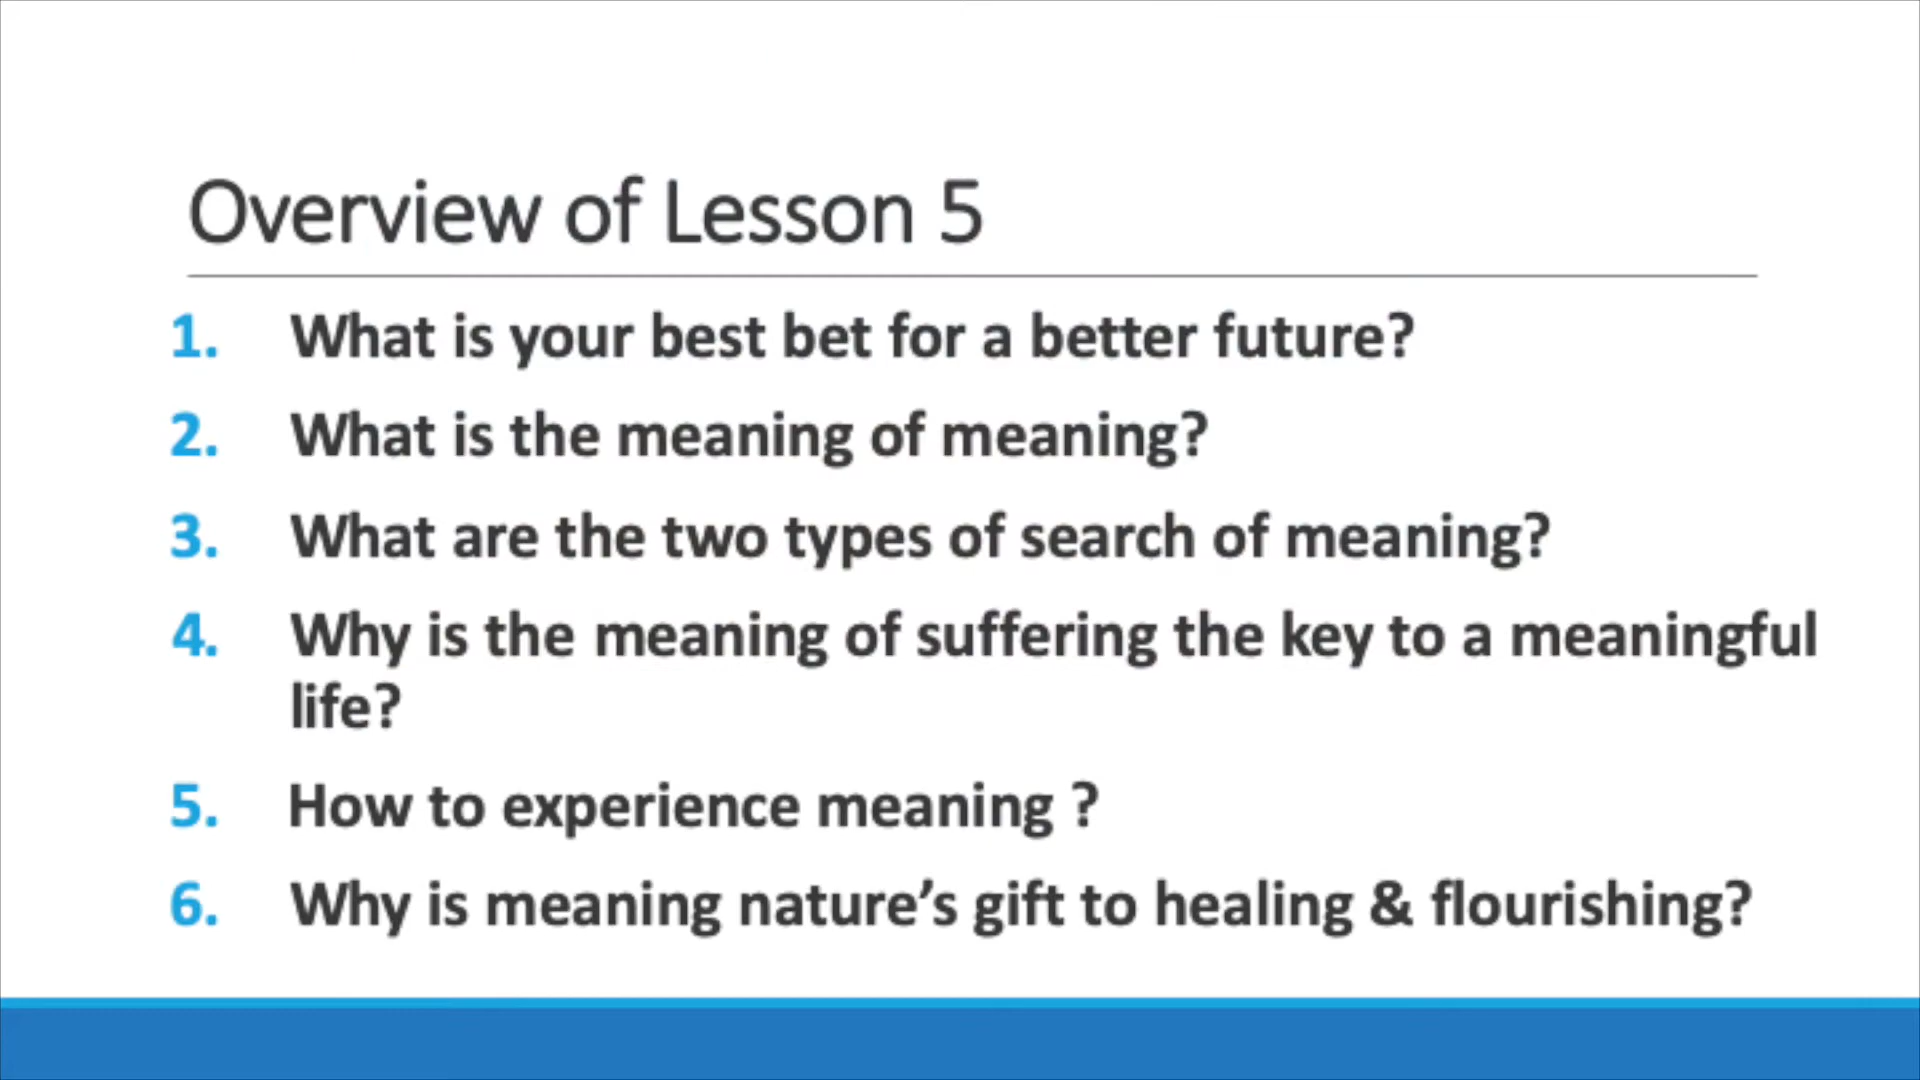 Overview of Lesson 5
1. What is your best bet for a better future?
2. What is the meaning of meaning?
3. What are the two types of search of meaning?
4. Why is the meaning of suffering the key to a meaningful
life?
5. How to experience meaning ?
6. Why is meaning nature’s gift to healing & flourishing?